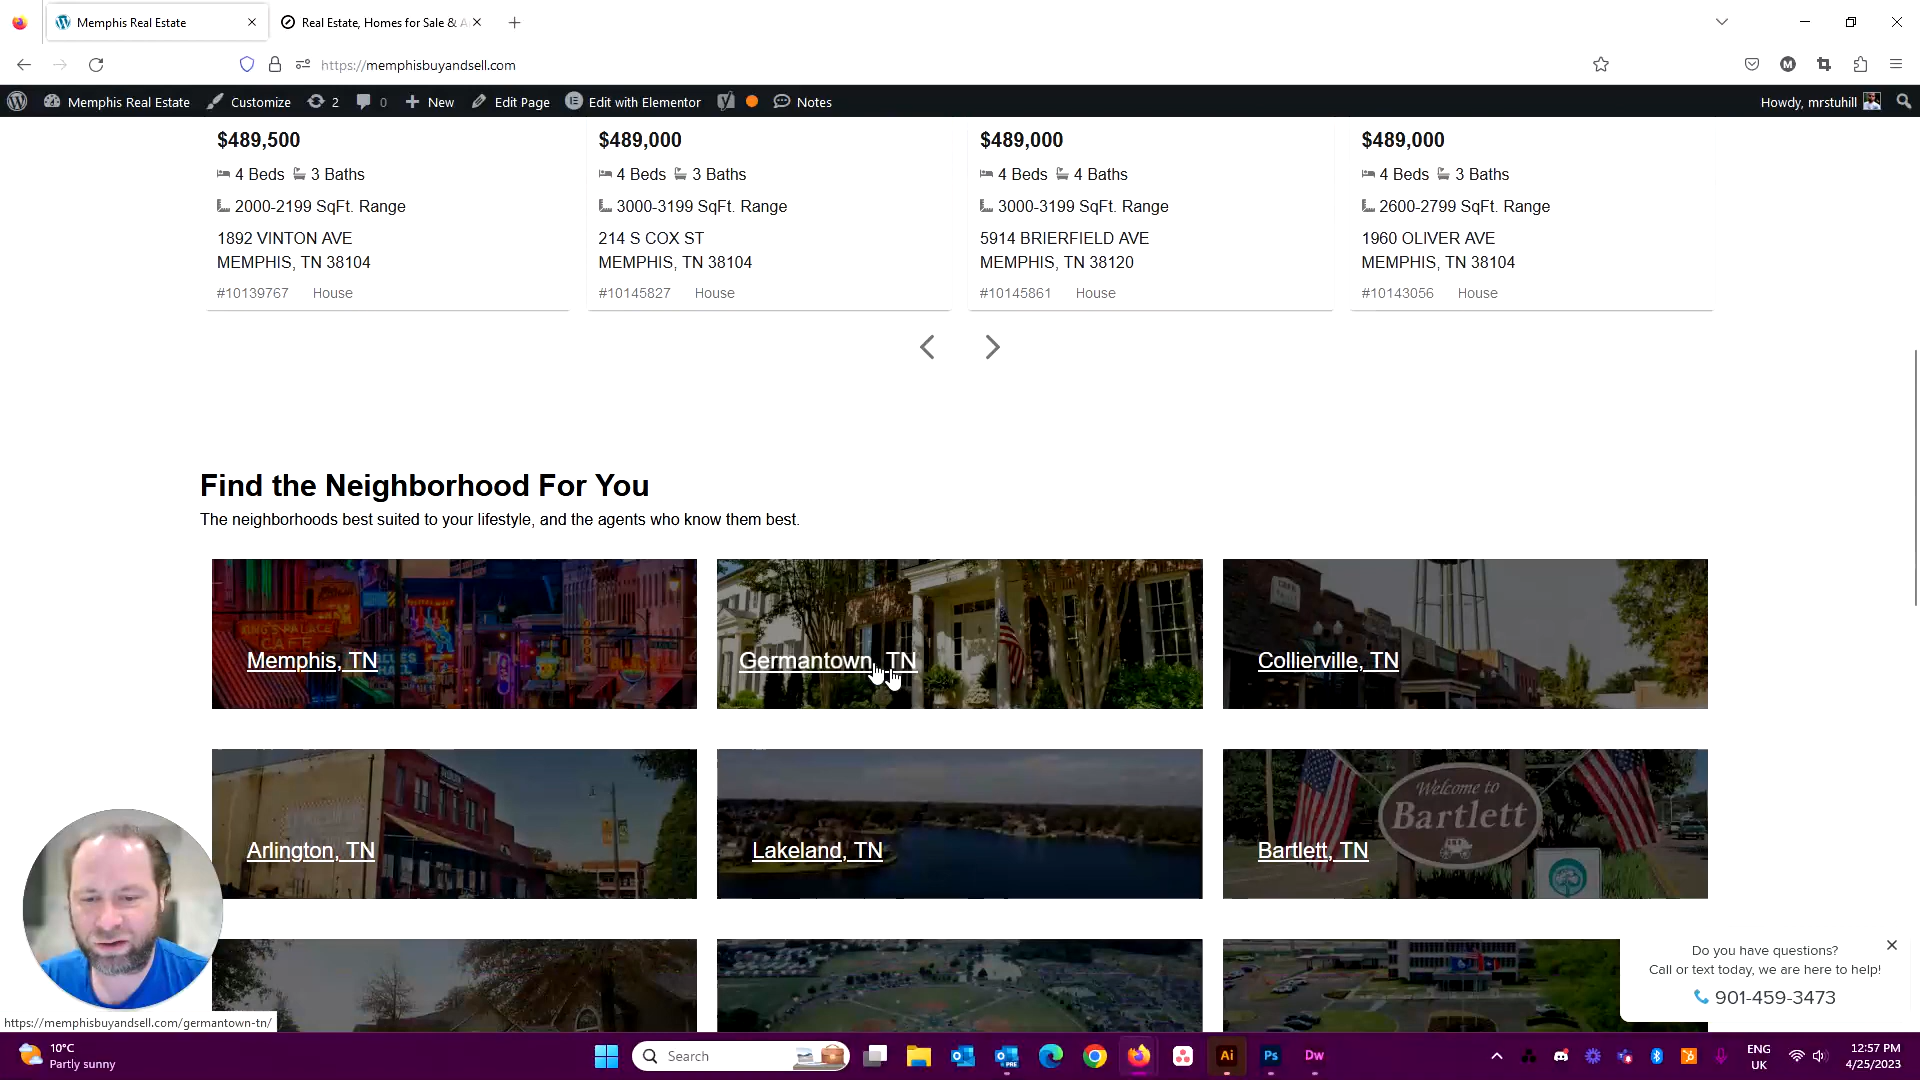 Memphis Real Estate
Real Estate, Homes for Sale & A
https://memphisbuyandsell.com
Memphis Real Estate Customize 2 0 New Edit Page Edit with Elementor Notes Howdy, mrstuhill
$489,500 $489,000 $489,000 $489,000
4 Beds 3 Baths 4 Beds 3 Baths 4 Beds 4 Baths 4 Beds 3 Baths
2000-2199 SqFt. Range 3000-3199 SqFt. Range 3000-3199 SqFt. Range 2600-2799 SqFt. Range
1892 VINTON AVE 214 S COX ST 5914 BRIERFIELD AVE 1960 OLIVER AVE
MEMPHIS, TN 38104 MEMPHIS, TN 38104 MEMPHIS, TN 38120 MEMPHIS, TN 38104
#10139767 House #10145827 House #10145861 House #10143056 House
Find the Neighborhood For You
The neighborhoods best suited to your lifestyle, and the agents who know them best.
KING'S PALACE
CAFE
Memphis, TN Germantown, TN Collierville, TN
Welcome to
Bartlett
Arlington, TN Lakeland, TN Bartlett, TN
Do you have questions?
Call or text today, we are here to help!
901-459-3473
https://memphisbuyandsell.com/germantown-tn/
10°C
Partly sunny
Search
PRE
Ai
Ps
Dw
ENG
UK
12:57 PM
4/25/2023